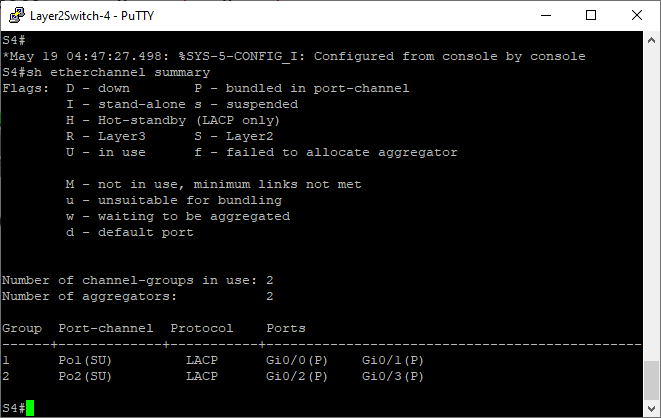 Layer2Switch-4 - PuTTY
S4#
*May 19 04:47:27.498: %SYS-5-CONFIG_I: Configured from console by console
S4#sh etherchannel summary
Flags:  D - down        P - bundled in port-channel
        I - stand-alone s - suspended
        H - Hot-standby (LACP only)
        R - Layer3      S - Layer2
        U - in use      f - failed to allocate aggregator

        M - not in use, minimum links not met
        u - unsuitable for bundling
        w - waiting to be aggregated
        d - default port


Number of channel-groups in use: 2
Number of aggregators:           2

Group  Port-channel  Protocol    Ports
------+-------------+-----------+-----------------------------------------------
1      Po1(SU)         LACP      Gi0/0(P)    Gi0/1(P)
2      Po2(SU)         LACP      Gi0/2(P)    Gi0/3(P)

S4#